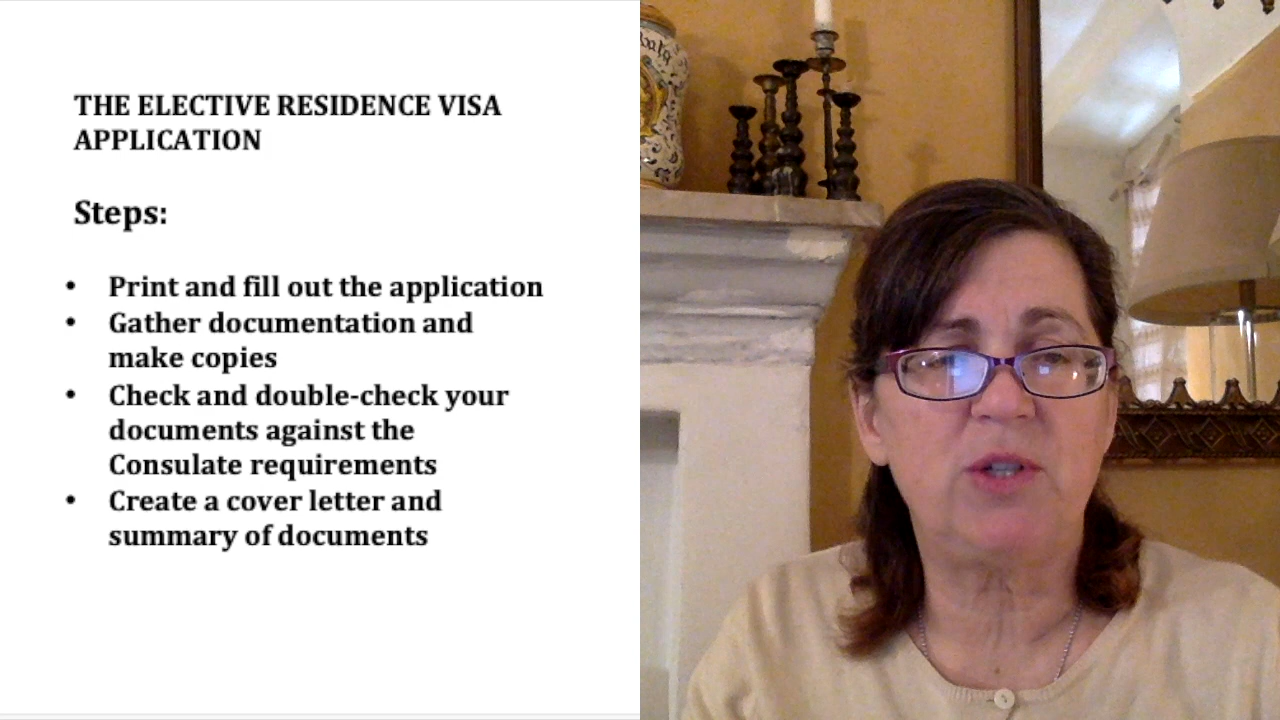 THE ELECTIVE RESIDENCE VISA
APPLICATION
Steps:
• Print and fill out the application
• Gather documentation and
make copies
• Check and double-check your
documents against the
Consulate requirements
• Create a cover letter and
summary of documents